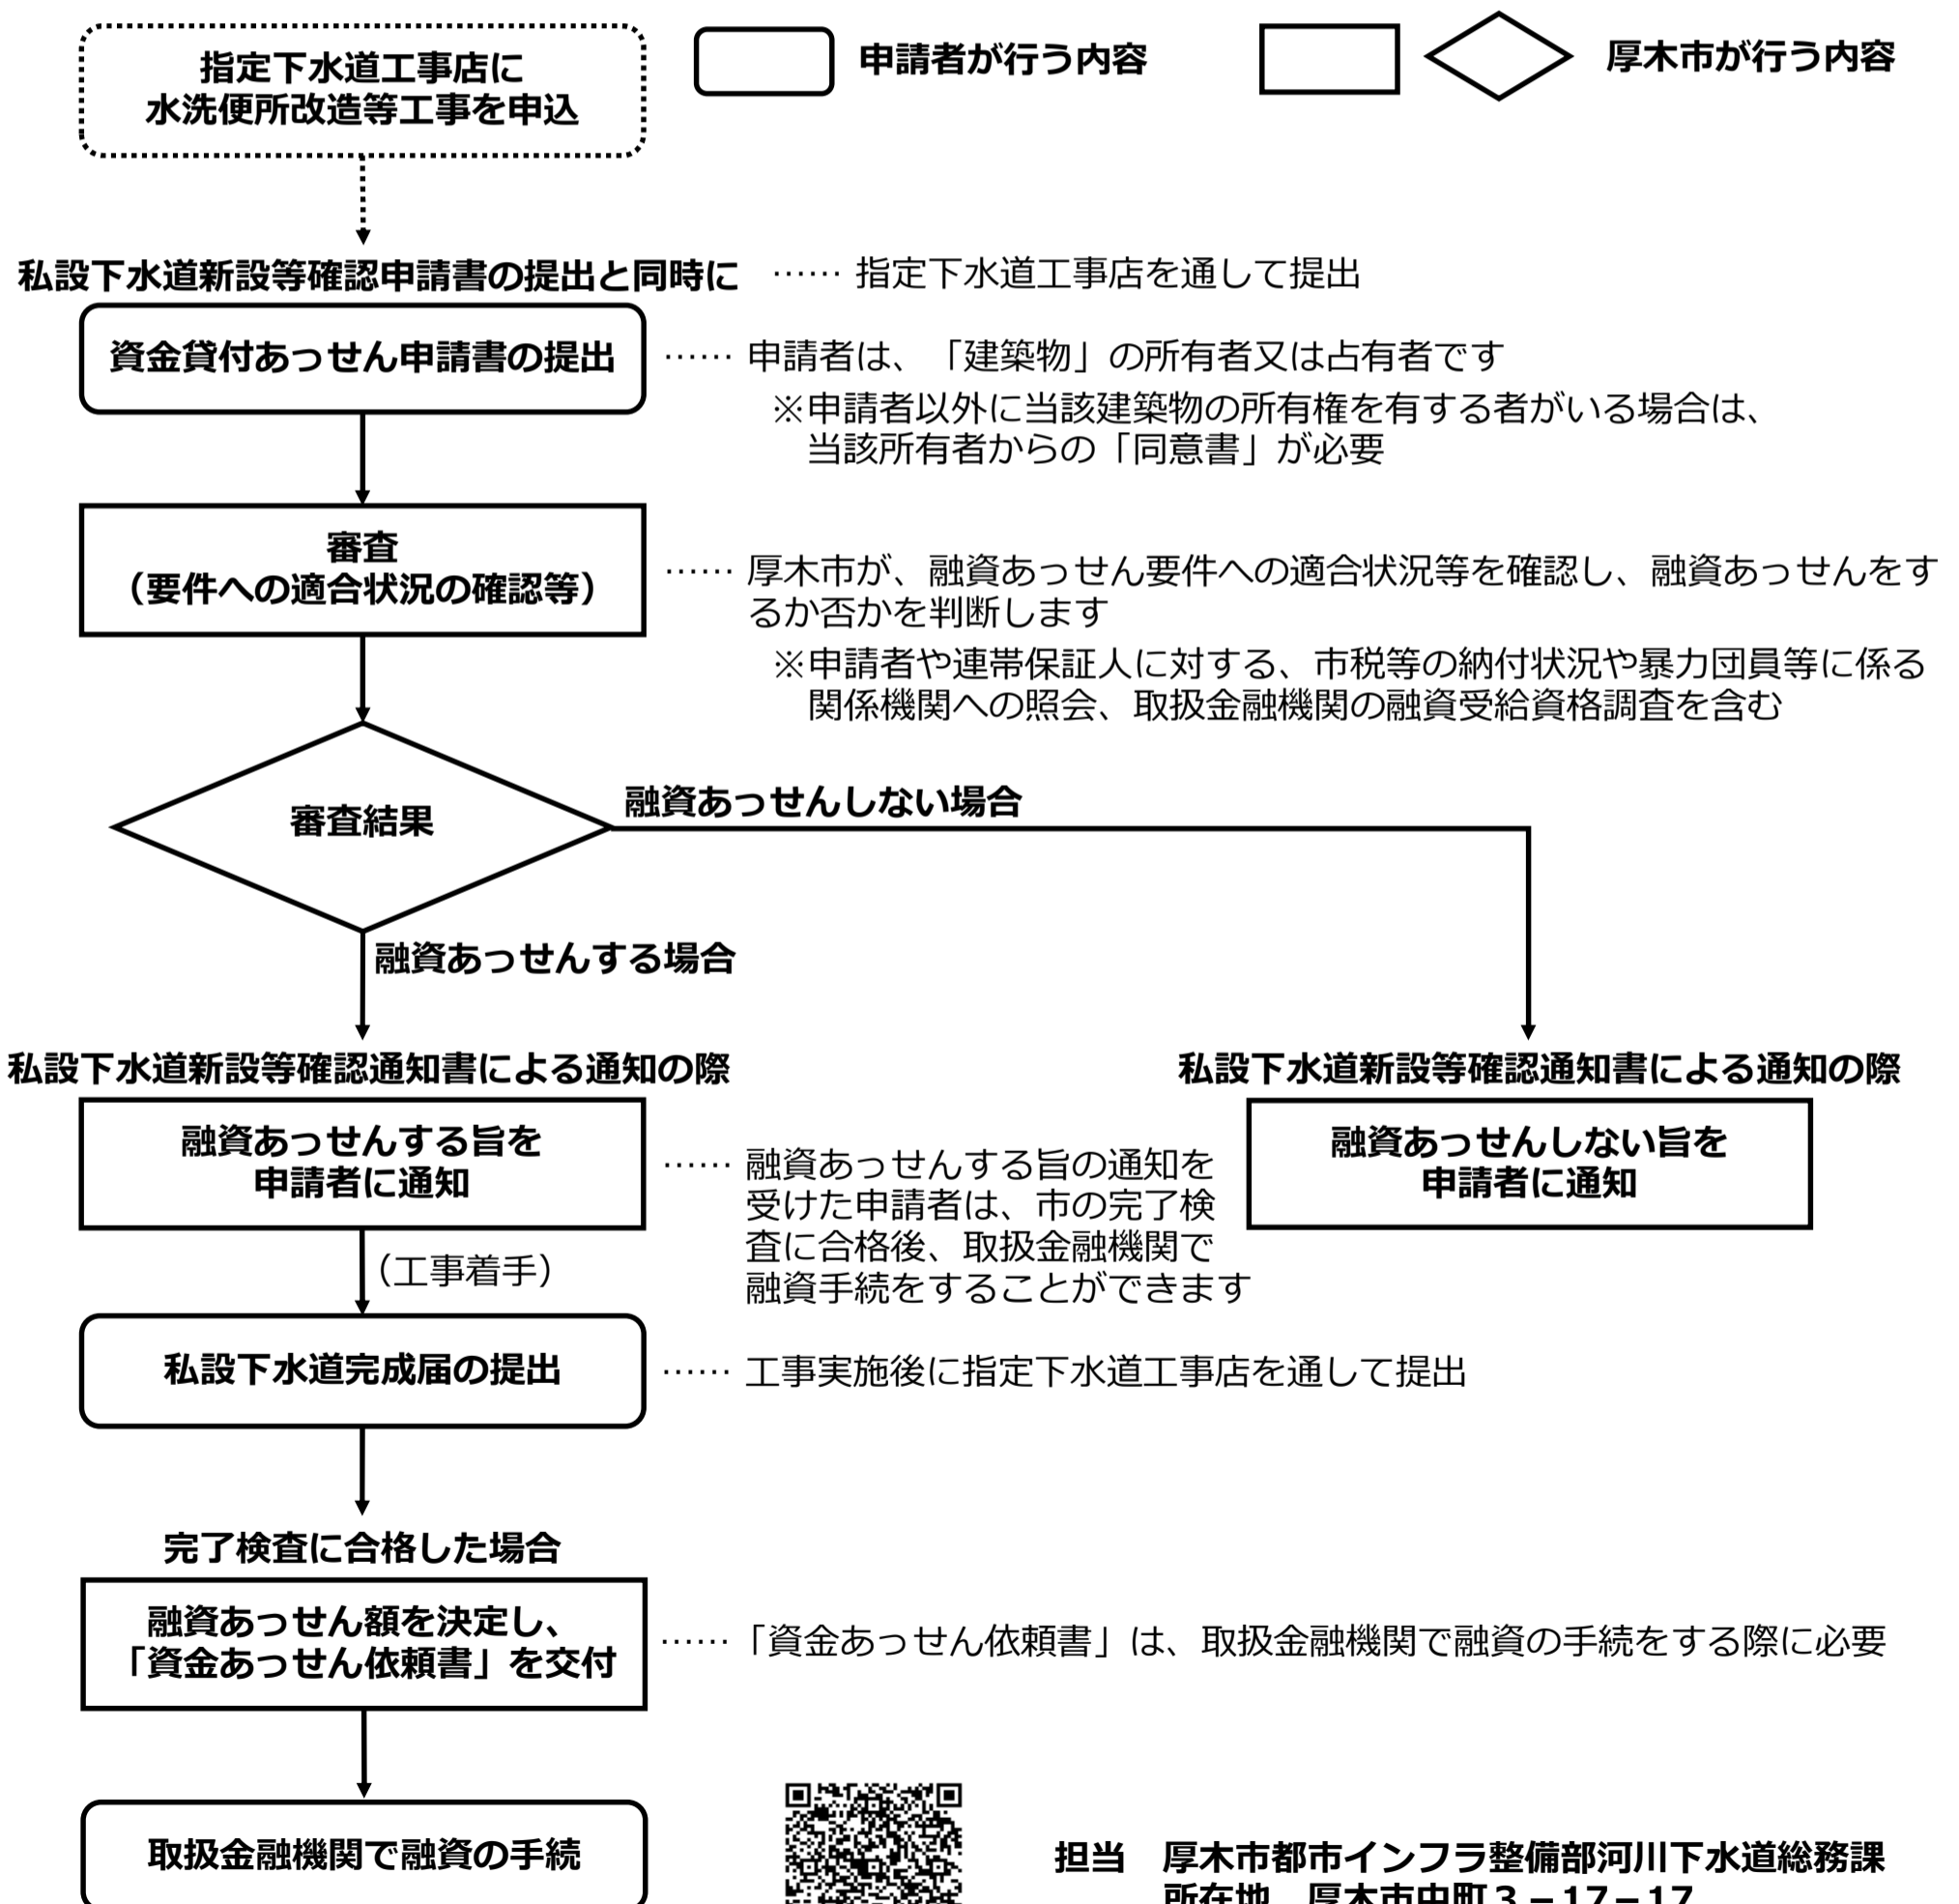 指定下水道工事店に
水洗便所改造等工事を申込
申請者が行う内容
厚木市が行う内容
私設下水道新設等確認申請書の提出と同時に
……指定下水道工事店を通して提出
資金貸付あっせん申請書の提出
……申請者は、「建築物」の所有者又は占有者です
※申請者以外に当該建築物の所有権を有する者がいる場合は、
当該所有者からの「同意書」が必要
審査
（要件への適合状況の確認等）
……厚木市が、融資あっせん要件への適合状況等を確認し、融資あっせんをす
るか否かを判断します
※申請者や連帯保証人に対する、市税等の納付状況や暴力団員等に係る
関係機関への照会、取扱金融機関の融資受給資格調査を含む
審査結果
融資あっせんしない場合
融資あっせんする場合
私設下水道新設等確認通知書による通知の際
融資あっせんする旨を
申請者に通知
……融資あっせんする旨の通知を
受けた申請者は、市の完了検
査に合格後、取扱金融機関で
融資手続をすることができます
私設下水道新設等確認通知書による通知の際
融資あっせんしない旨を
申請者に通知
（工事着手）
私設下水道完成届の提出
……工事実施後に指定下水道工事店を通して提出
完了検査に合格した場合
融資あっせん額を決定し、
「資金あっせん依頼書」を交付
……「資金あっせん依頼書」は、取扱金融機関で融資の手続をする際に必要
取扱金融機関で融資の手続
担当　厚木市都市インフラ整備部河川下水道総務課
所在地　厚木市中町３－17－17